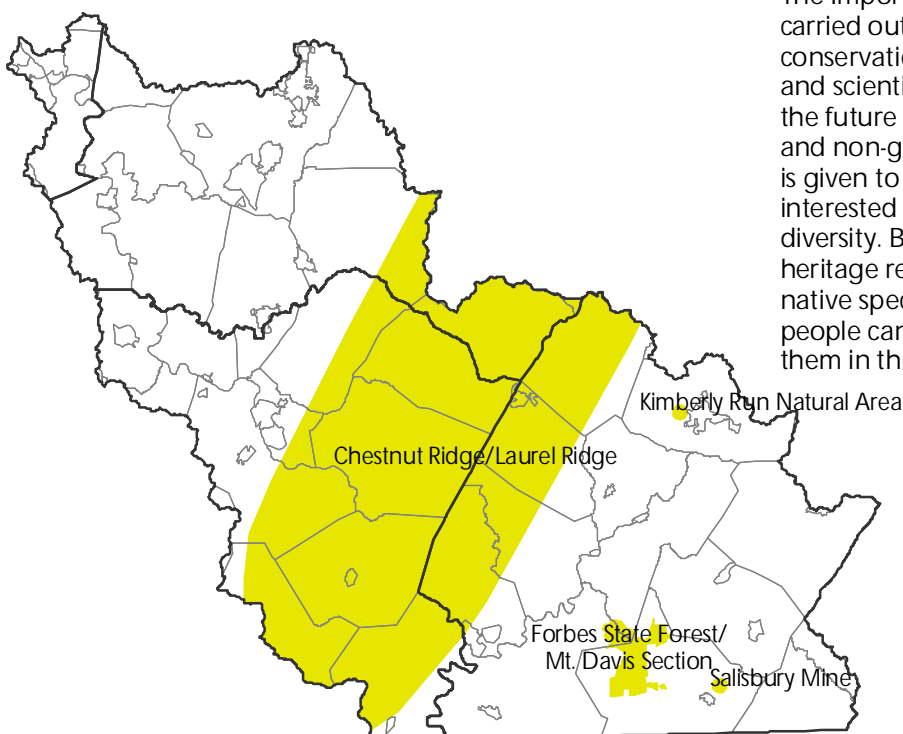 The impor
carried out
conservatio
and scienti
the future
and non-g
is given to
interested
diversity. B
heritage re
native spec
people can
them in th
Kimberly Run Natural Area
Chestnut Ridge/Laurel Ridge
Forbes State Forest/
Mt. Davis Section
Salisbury Mine